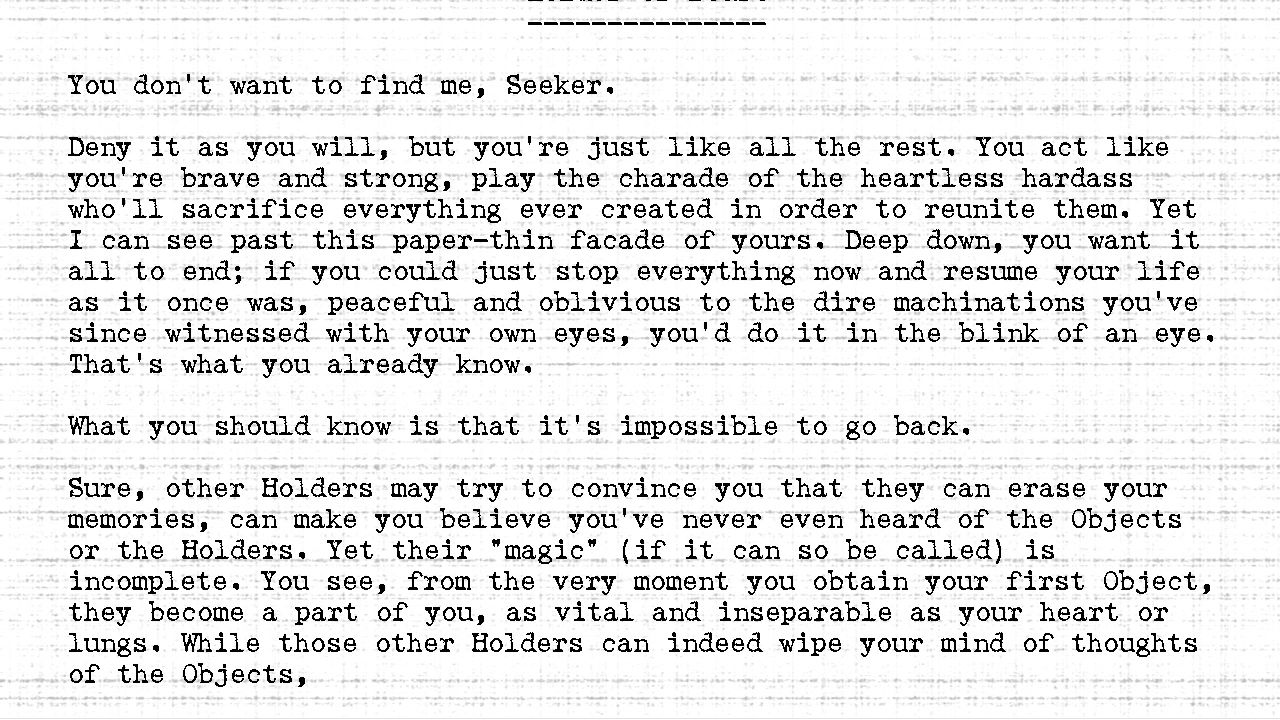 ---------------
You don't want to find me, Seeker.
Deny it as you will, but you're just like all the rest. You act like
you're brave and strong, play the charade of the heartless hardass
who'll sacrifice everything ever created in order to reunite them. Yet
I can see past this paper-thin facade of yours. Deep down, you want it
all to end; if you could just stop everything now and resume your life
as it once was, peaceful and oblivious to the dire machinations you've
since witnessed with your own eyes, you'd do it in the blink of an eye.
That's what you already know.
What you should know is that it's impossible to go back.
Sure, other Holders may try to convince you that they can erase your
memories, can make you believe you've never even heard of the Objects
or the Holders. Yet their "magic" (if it can so be called) is
incomplete. You see, from the very moment you obtain your first Object,
they become a part of you, as vital and inseparable as your heart or
lungs. While those other Holders can indeed wipe your mind of thoughts
of the Objects,